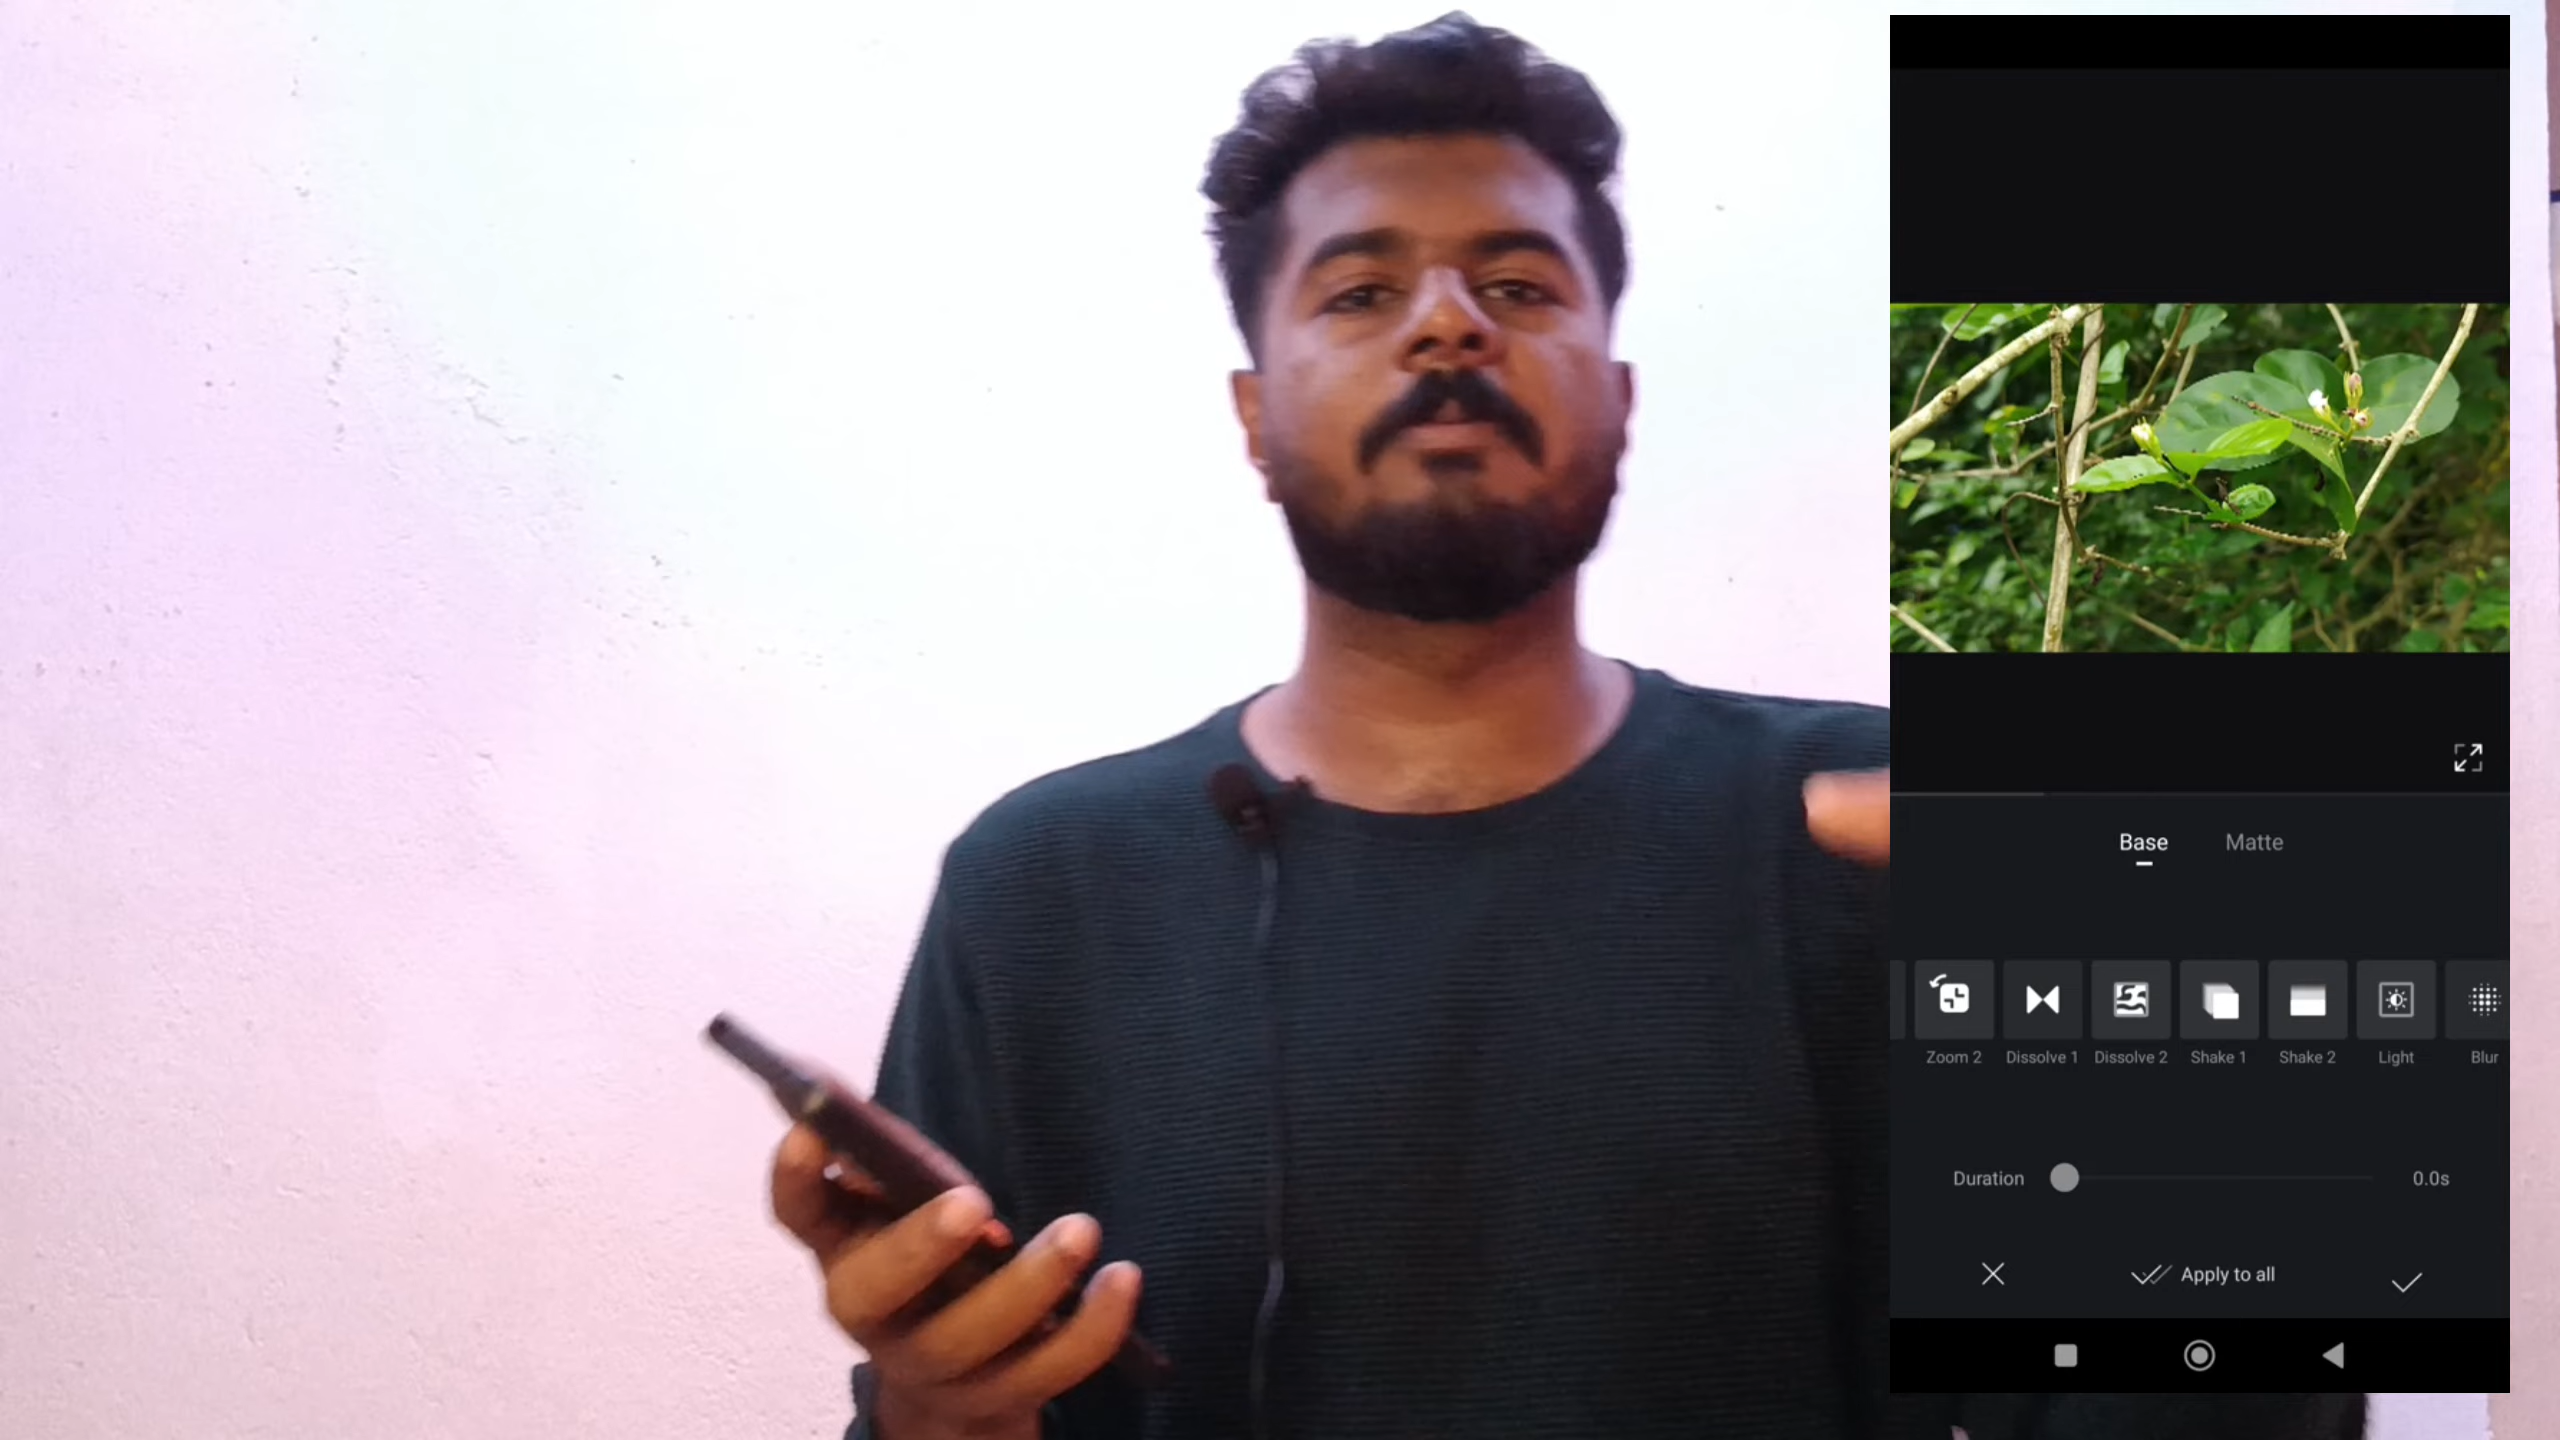 Base Matte
Zoom 2 Dissolve 1 Dissolve 2 Shake 1 Shake 2 Light Blur
Duration 0.0s
Apply to all